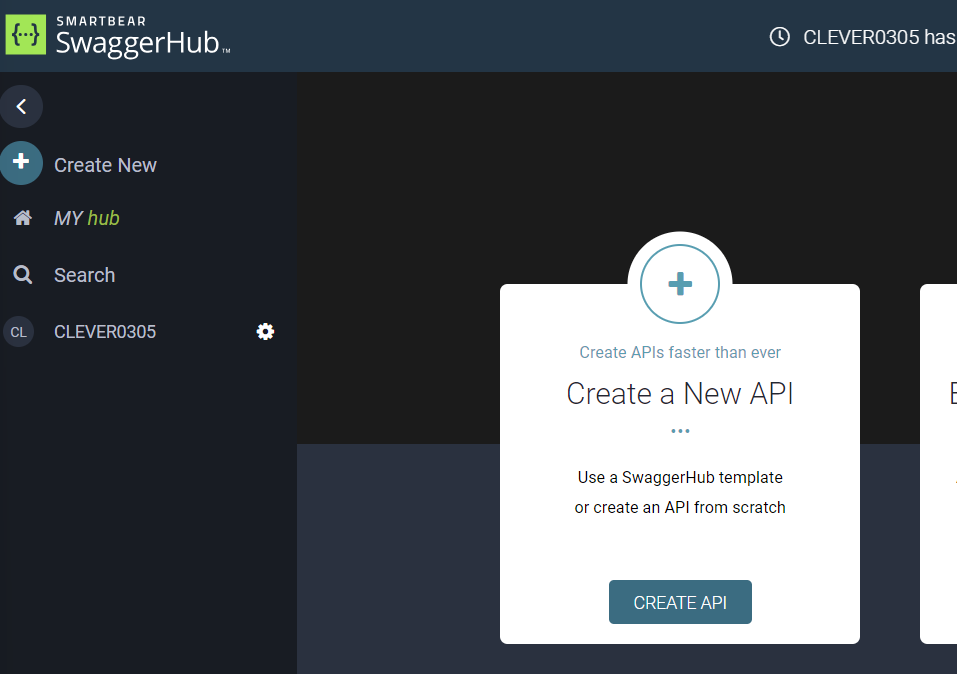 SMARTBEAR
SwaggerHub™
CLEVER0305 has
Create New
MY hub
Search
CL CLEVER0305
Create APIs faster than ever
Create a New API
Use a SwaggerHub template
or create an API from scratch
CREATE API